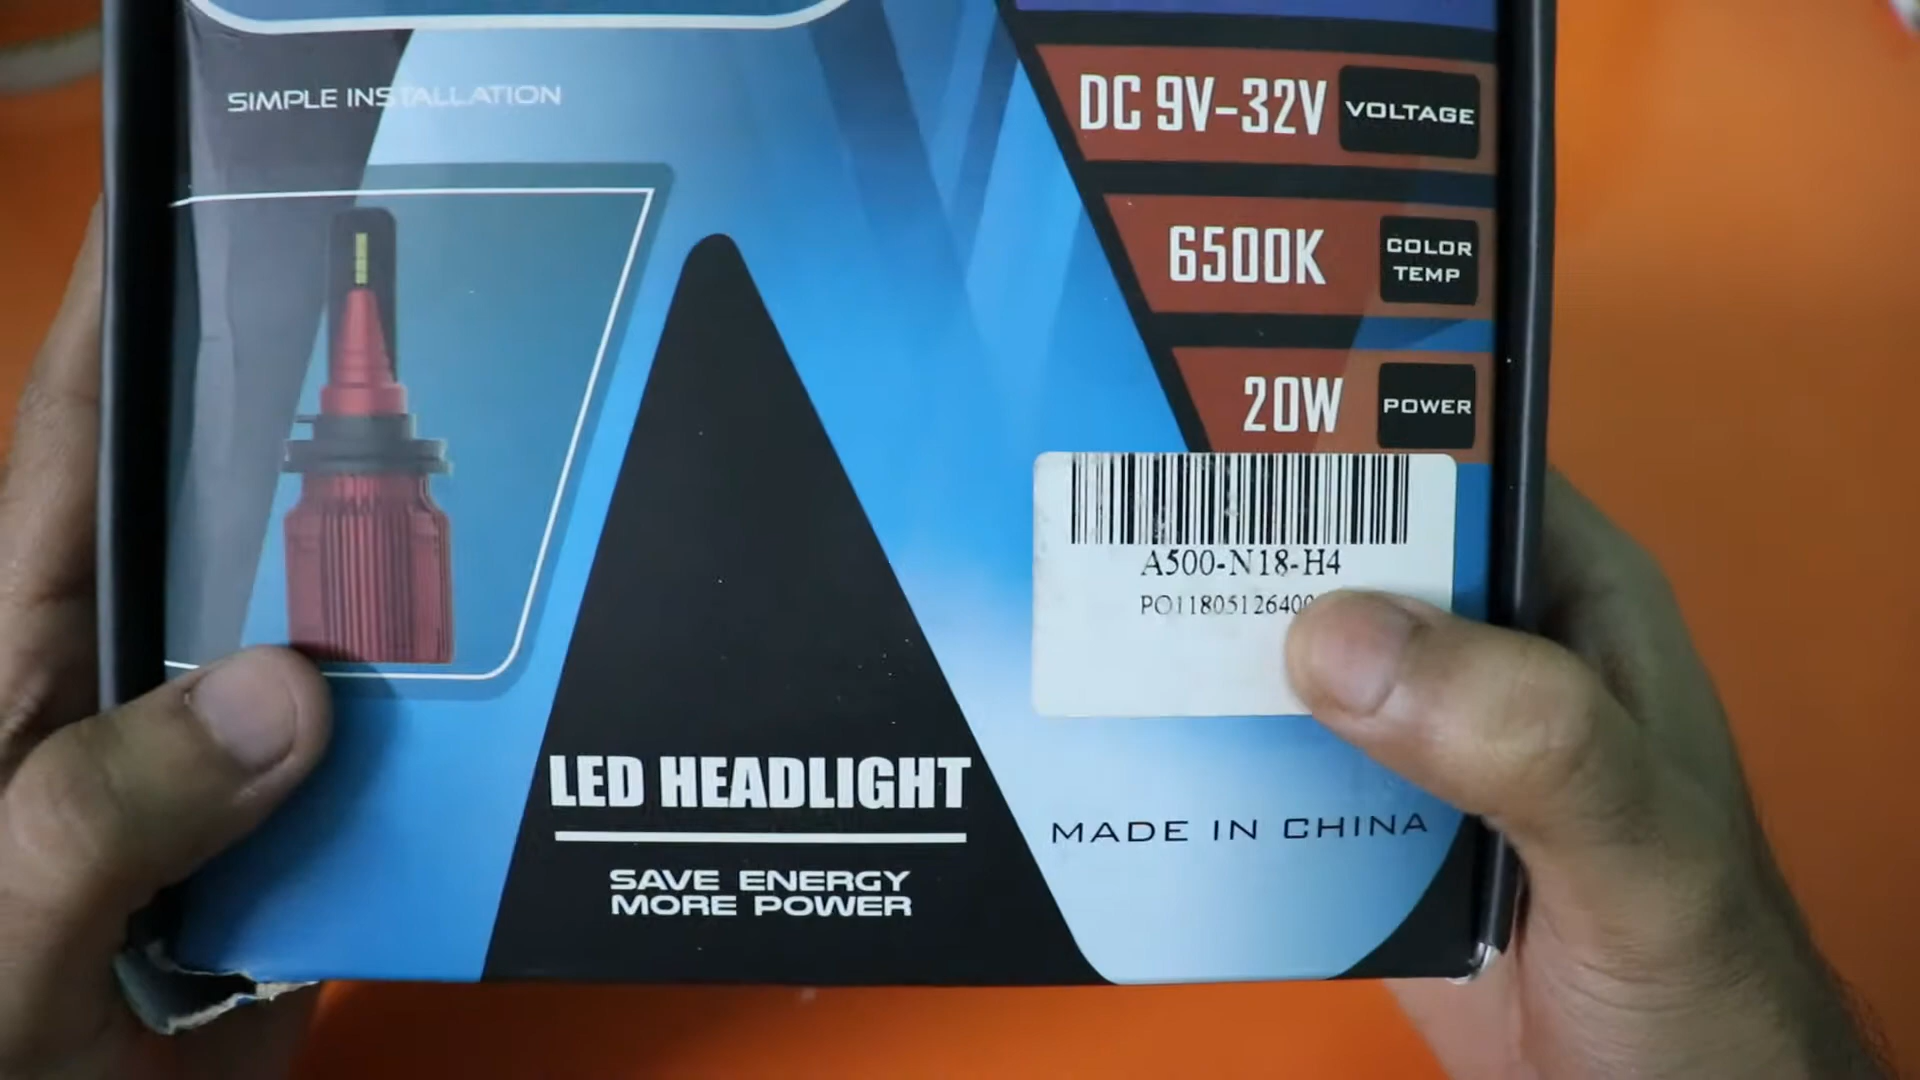 SIMPLE INSTALLATION
DC 9V-32V VOLTAGE
6500K COLOR TEMP
20W POWER
A500-N18-H4
PO11805126400
LED HEADLIGHT
SAVE ENERGY
MORE POWER
MADE IN CHINA